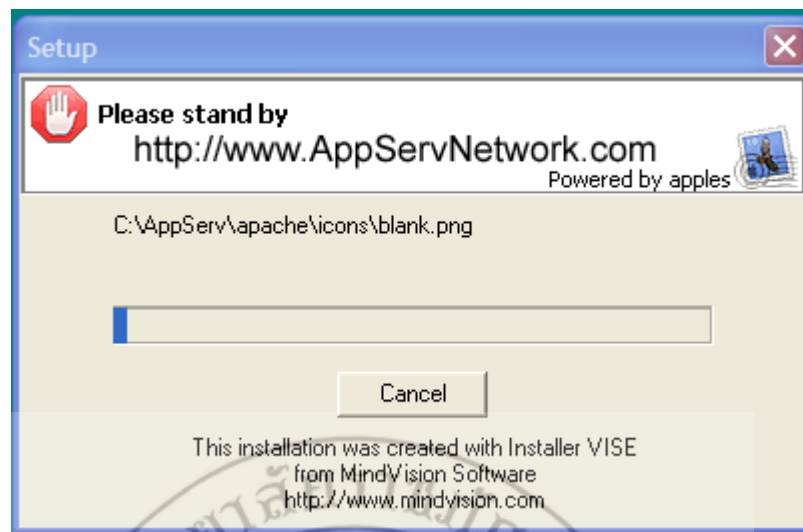 Setup
Please stand by
http://www.AppServNetwork.com
Powered by apples
C:\AppServ\apache\icons\blank.png
Cancel
This installation was created with Installer VISE
from MindVision Software
http://www.mindvision.com